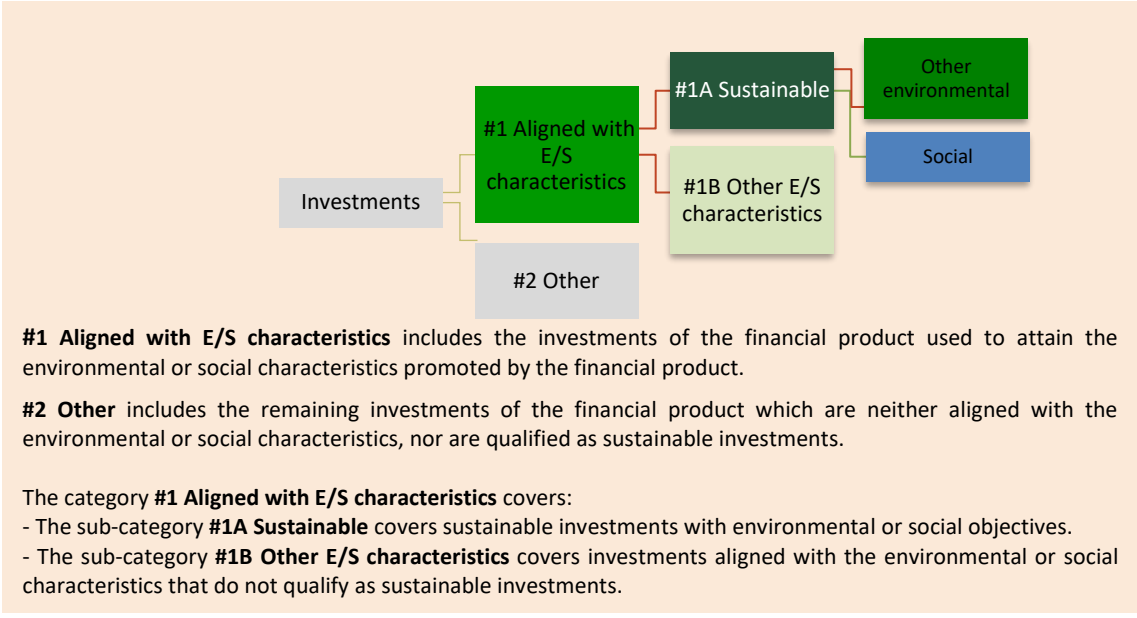 Other
environmental
#1A Sustainable
#1 Aligned with
E/S
characteristics
Social
#1B Other E/S
characteristics
Investments
#2 Other
#1 Aligned with E/S characteristics includes the investments of the financial product used to attain the
environmental or social characteristics promoted by the financial product.
#2 Other includes the remaining investments of the financial product which are neither aligned with the
environmental or social characteristics, nor are qualified as sustainable investments.
The category #1 Aligned with E/S characteristics covers:
- The sub-category #1A Sustainable covers sustainable investments with environmental or social objectives.
- The sub-category #1B Other E/S characteristics covers investments aligned with the environmental or social
characteristics that do not qualify as sustainable investments.